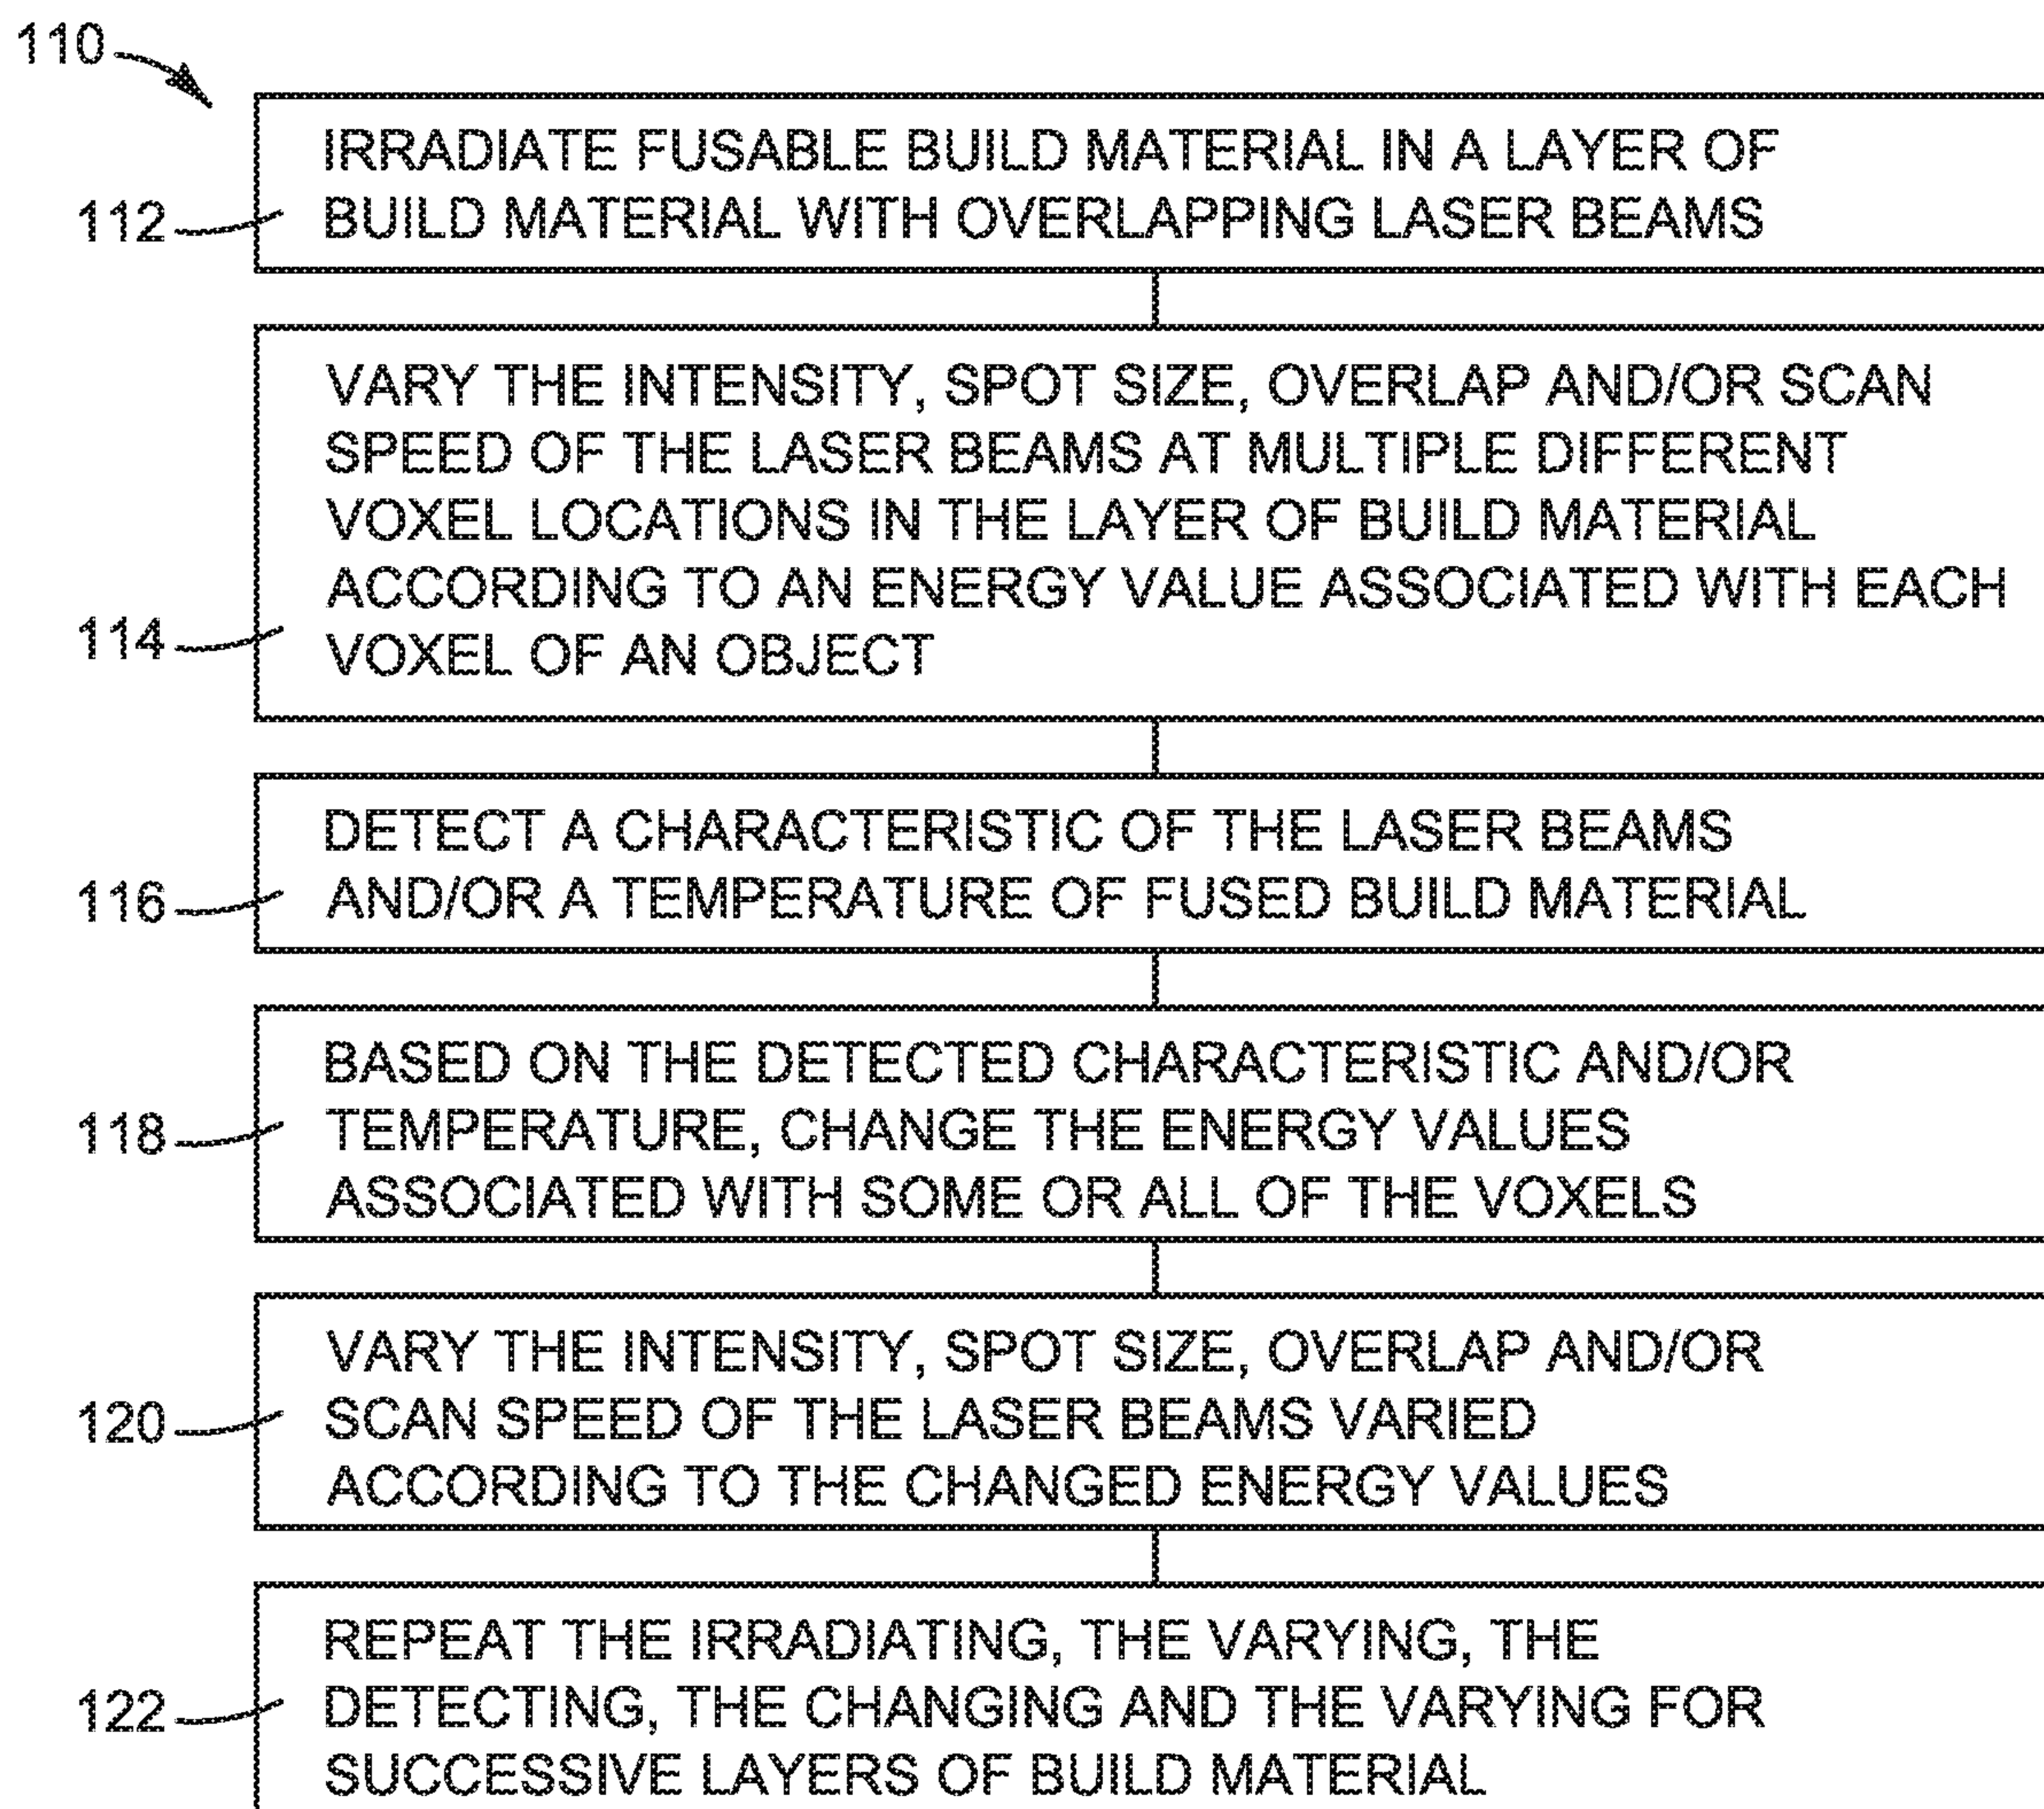 110
IRRADIATE FUSABLE BUILD MATERIAL IN A LAYER OF
BUILD MATERIAL WITH OVERLAPPING LASER BEAMS
112
VARY THE INTENSITY, SPOT SIZE, OVERLAP AND/OR SCAN
SPEED OF THE LASER BEAMS AT MULTIPLE DIFFERENT
VOXEL LOCATIONS IN THE LAYER OF BUILD MATERIAL
ACCORDING TO AN ENERGY VALUE ASSOCIATED WITH EACH
VOXEL OF AN OBJECT
114
DETECT A CHARACTERISTIC OF THE LASER BEAMS
AND/OR A TEMPERATURE OF FUSED BUILD MATERIAL
116
BASED ON THE DETECTED CHARACTERISTIC AND/OR
TEMPERATURE, CHANGE THE ENERGY VALUES
ASSOCIATED WITH SOME OR ALL OF THE VOXELS
118
VARY THE INTENSITY, SPOT SIZE, OVERLAP AND/OR
SCAN SPEED OF THE LASER BEAMS VARIED
ACCORDING TO THE CHANGED ENERGY VALUES
120
REPEAT THE IRRADIATING, THE VARYING, THE
DETECTING, THE CHANGING AND THE VARYING FOR
SUCCESSIVE LAYERS OF BUILD MATERIAL
122